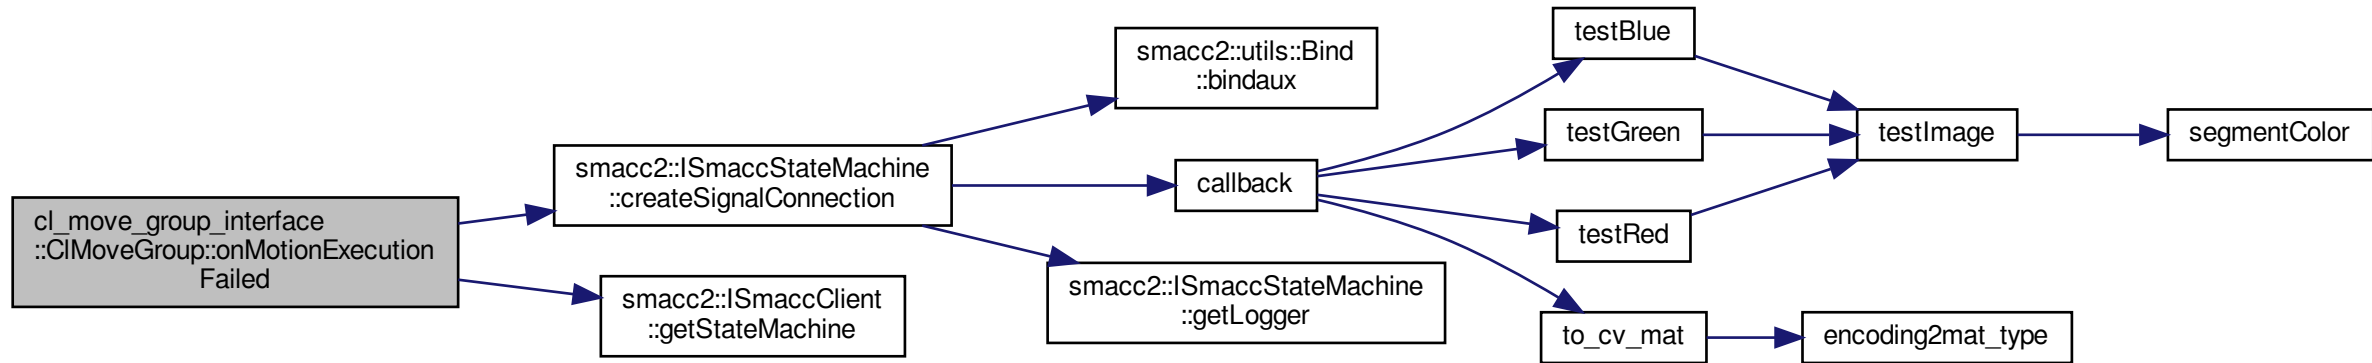 cl_move_group_interface
::ClMoveGroup::onMotionExecution
Failed
smacc2::ISmaccStateMachine
::createSignalConnection
smacc2::ISmaccClient
::getStateMachine
smacc2::utils::Bind
::bindaux
callback
smacc2::ISmaccStateMachine
::getLogger
testBlue
testGreen
testRed
to_cv_mat
testImage
encoding2mat_type
segmentColor